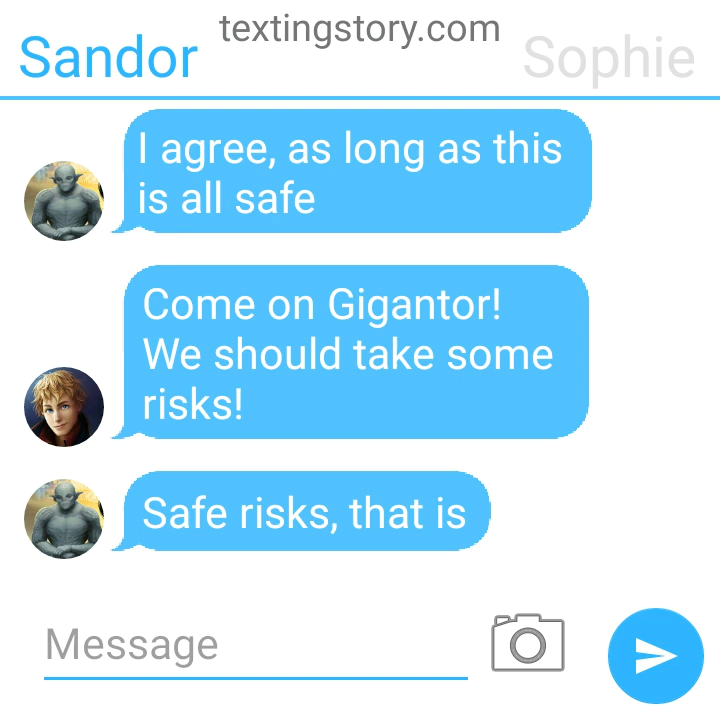 textingstory.com
Sandor
Sophie
I agree, as long as this
is all safe
Come on Gigantor!
We should take some
risks!
Safe risks, that is
Message